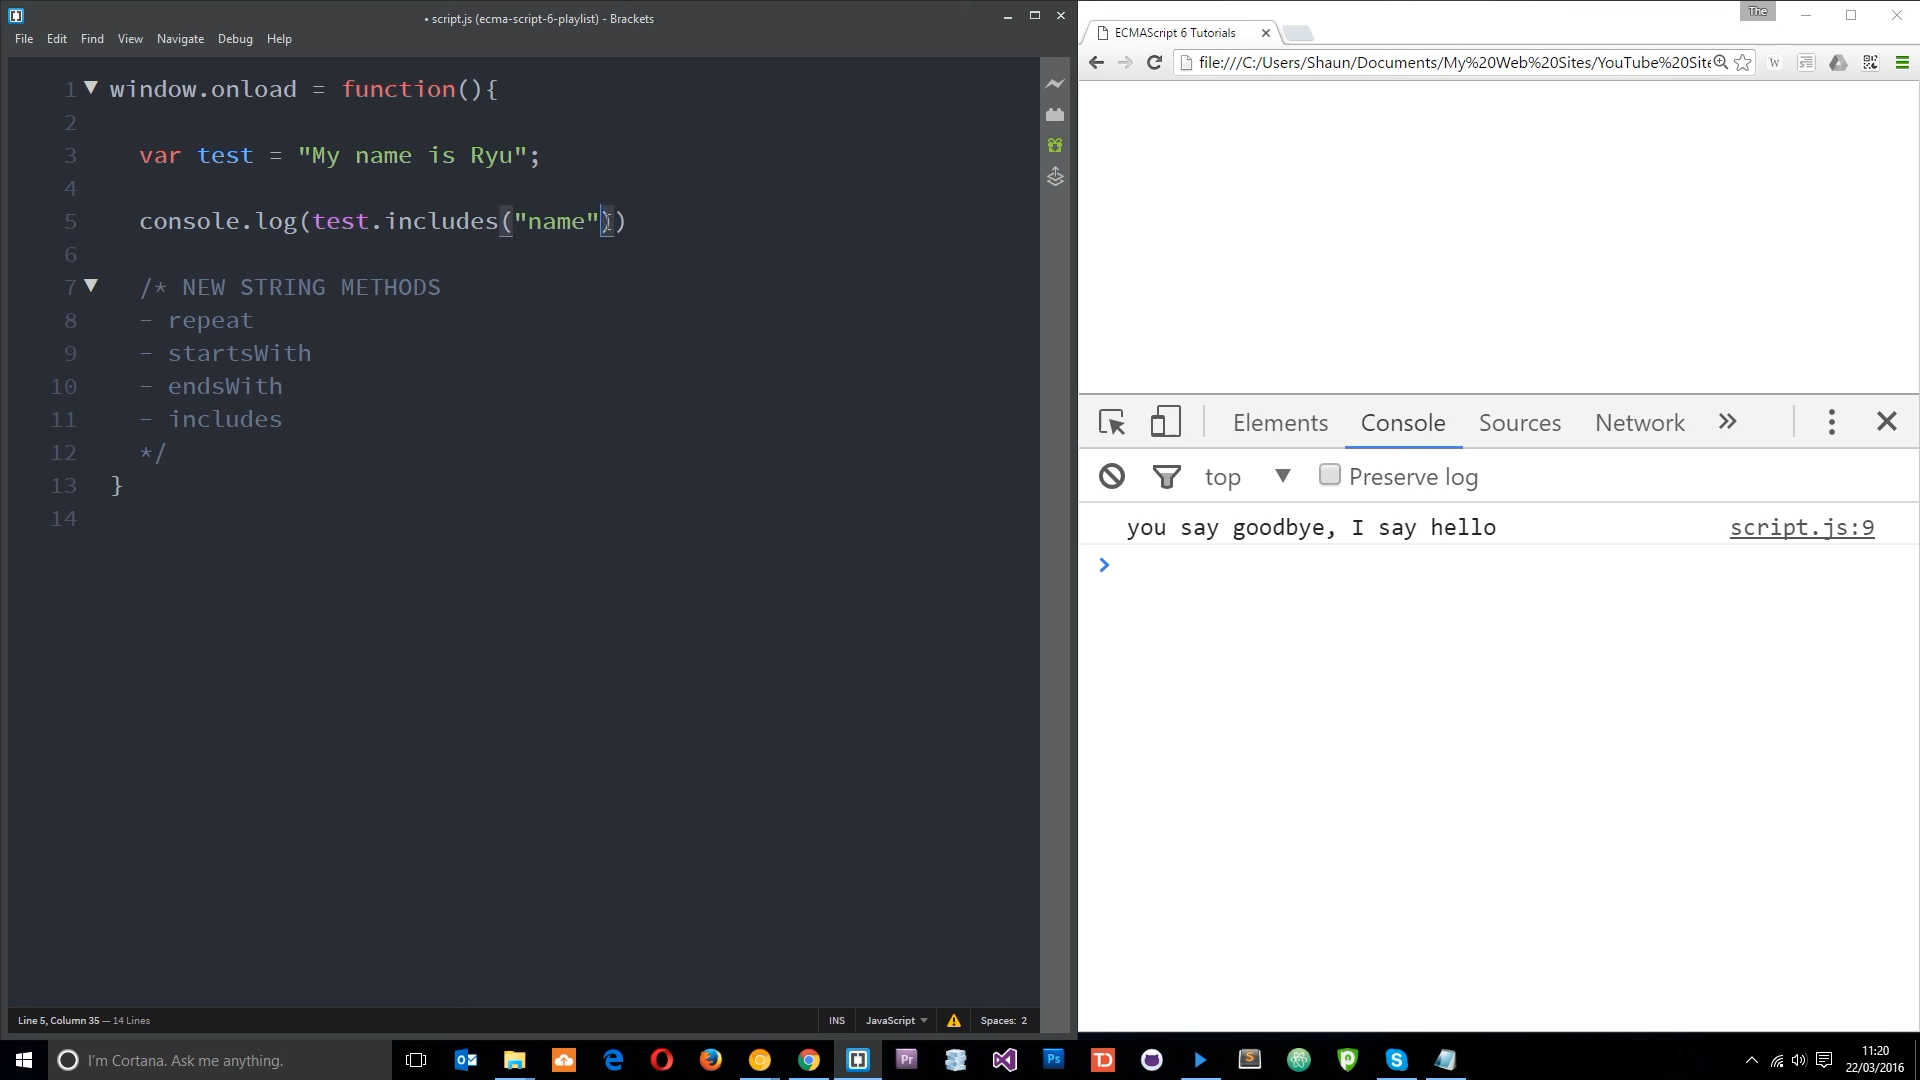 • script.js (ecma-script-6-playlist) - Brackets
File Edit Find View Navigate Debug Help
1 window.onload = function(){
2
3 var test = "My name is Ryu";
4
5 console.log(test.includes("name"))
6
7 /* NEW STRING METHODS
8 - repeat
9 - startsWith
10 - endsWith
11 - includes
12 */
13 }
14
Line 5, Column 35 — 14 Lines
INS JavaScript Spaces: 2
The
ECMAScript 6 Tutorials
file:///C:/Users/Shaun/Documents/My%20Web%20Sites/YouTube%20Site
Elements Console Sources Network
top Preserve log
you say goodbye, I say hello script.js:9
I'm Cortana. Ask me anything.
11:20
22/03/2016